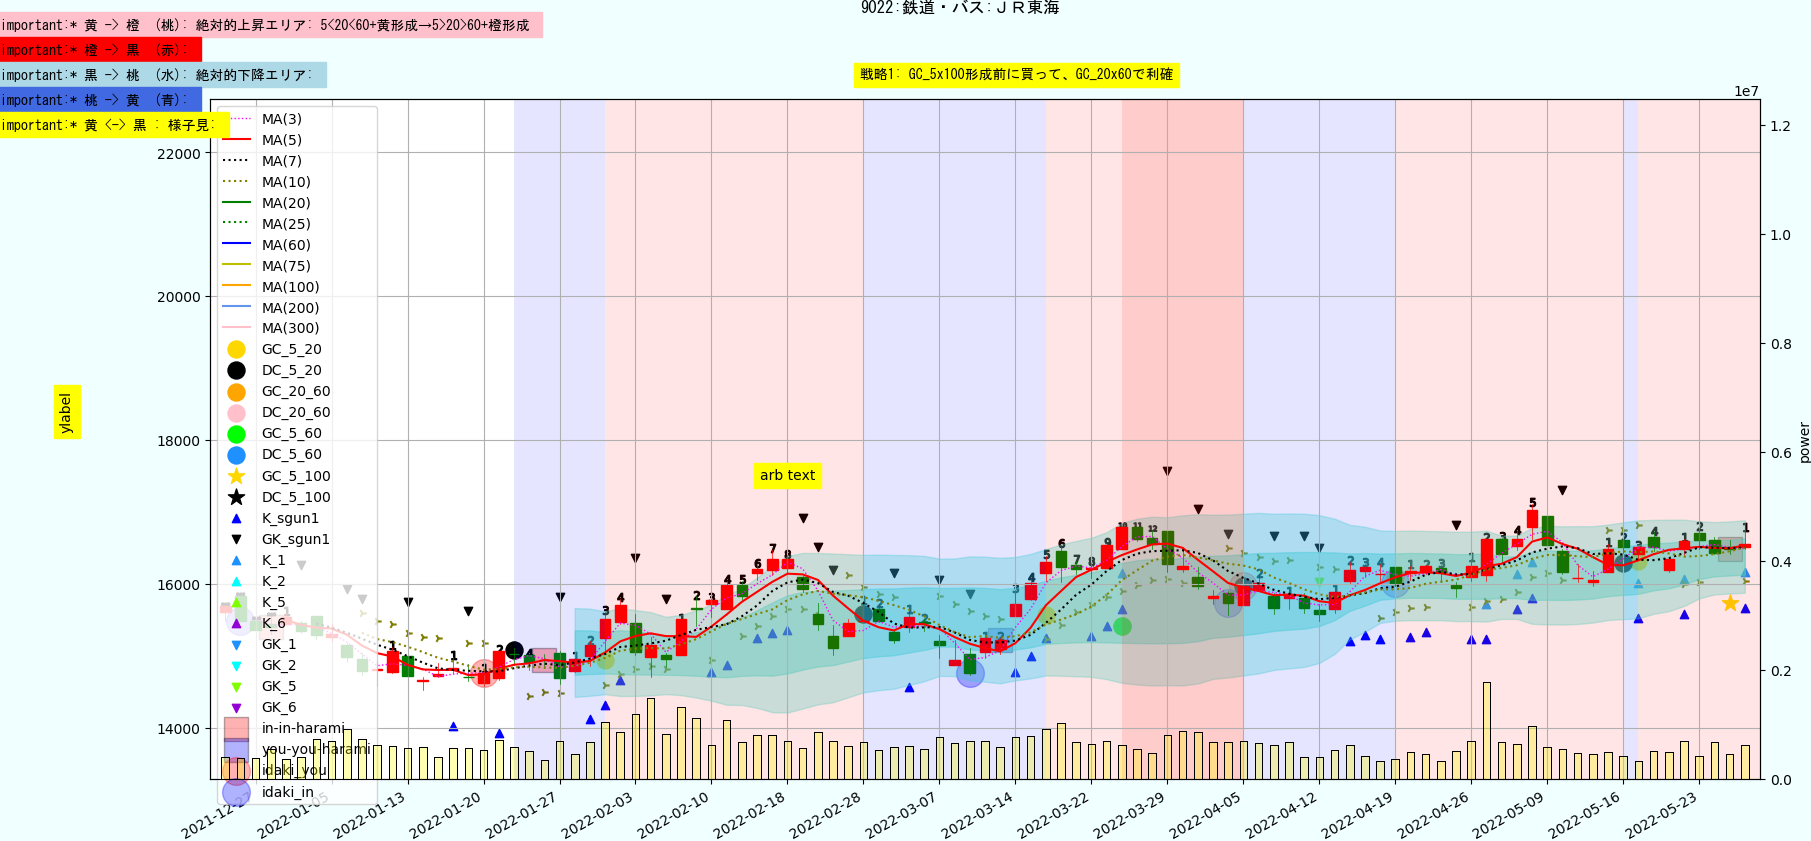 9022:鉄道・バス:ＪＲ東海
important:* 黄 -> 橙 (桃): 絶対的上昇エリア: 5<20<60+黄形成→5>20>60+橙形成
important:* 橙 -> 黒 (赤):
important:* 黒 -> 桃 (水): 絶対的下降エリア:
戦略1: GC_5x100形成前に買って、GC_20x60で利確
important:* 桃 -> 黄 (青):
important:* 黄 <-> 黒 : 様子見:
1e7
MA(3)
MA(5)
MA(7)
MA(10)
MA(20)
MA(25)
MA(60)
MA(75)
MA(100)
MA(200)
MA(300)
GC_5_20
DC_5_20
GC_20_60
DC_20_60
GC_5_60
DC_5_60
GC_5_100
DC_5_100
K_sgun1
GK_sgun1
K_1
K_2
K_5
K_6
GK_1
GK_2
GK_5
GK_6
in-in-harami
you-you-harami
idaki_you
idaki_in
22000
20000
18000
16000
14000
ylabel
arb text
1.2
1.0
0.8
0.6
0.4
0.2
0.0
power
2021-12-27
2022-01-05
2022-01-13
2022-01-20
2022-01-27
2022-02-03
2022-02-10
2022-02-18
2022-02-28
2022-03-07
2022-03-14
2022-03-22
2022-03-29
2022-04-05
2022-04-12
2022-04-19
2022-04-26
2022-05-09
2022-05-16
2022-05-23